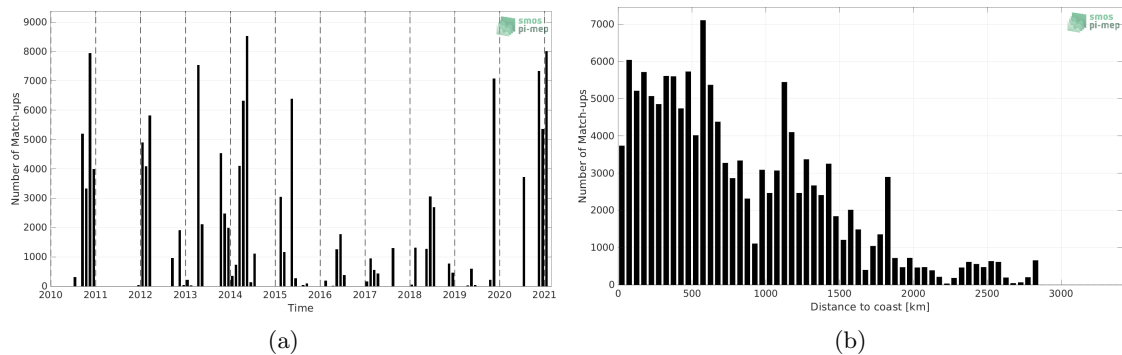 smos
pi-mep
Number of Match-ups
9000
8000
7000
6000
5000
4000
3000
2000
1000
0
2010 2011 2012 2013 2014 2015 2016 2017 2018 2019 2020 2021
Time
(a)
smos
pi-mep
Number of Match-ups
7000
6000
5000
4000
3000
2000
1000
0
0 500 1000 1500 2000 2500 3000
Distance to coast [km]
(b)